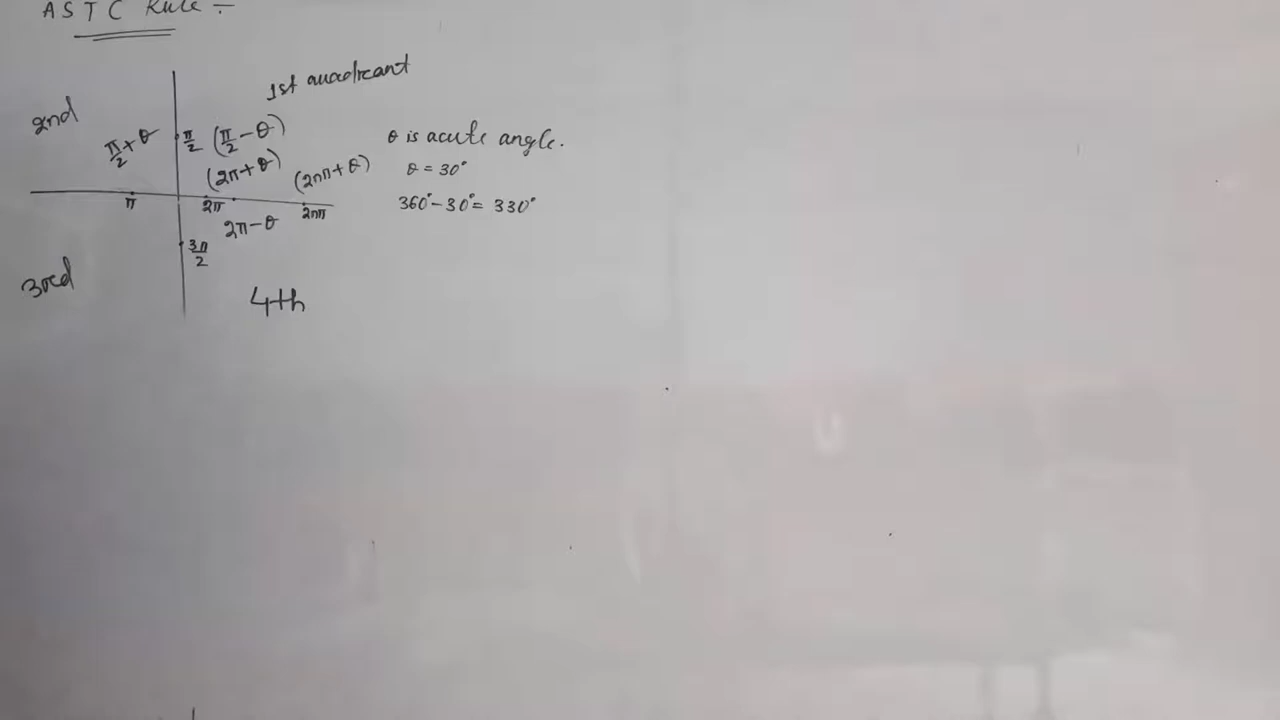 ASTC Rule :-
1st quadrant
2nd
π/2 + θ
π/2 (π/2 - θ)
θ is acute angle.
(2π + θ) (2nπ + θ)
θ = 30°
π 2π 2nπ
360° - 30° = 330°
2π - θ
3π/2
3rd
4th